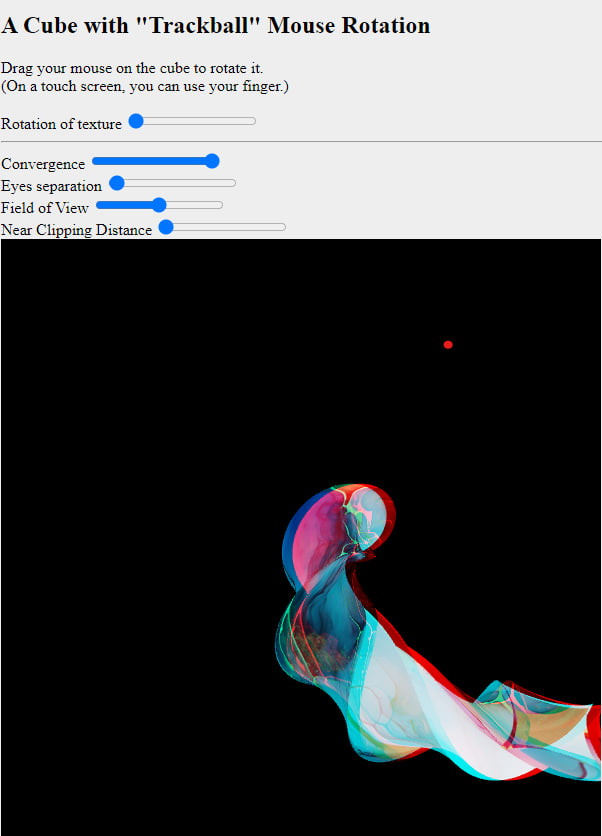 A Cube with "Trackball" Mouse Rotation
Drag your mouse on the cube to rotate it.
(On a touch screen, you can use your finger.)
Rotation of texture
Convergence
Eyes separation
Field of View
Near Clipping Distance